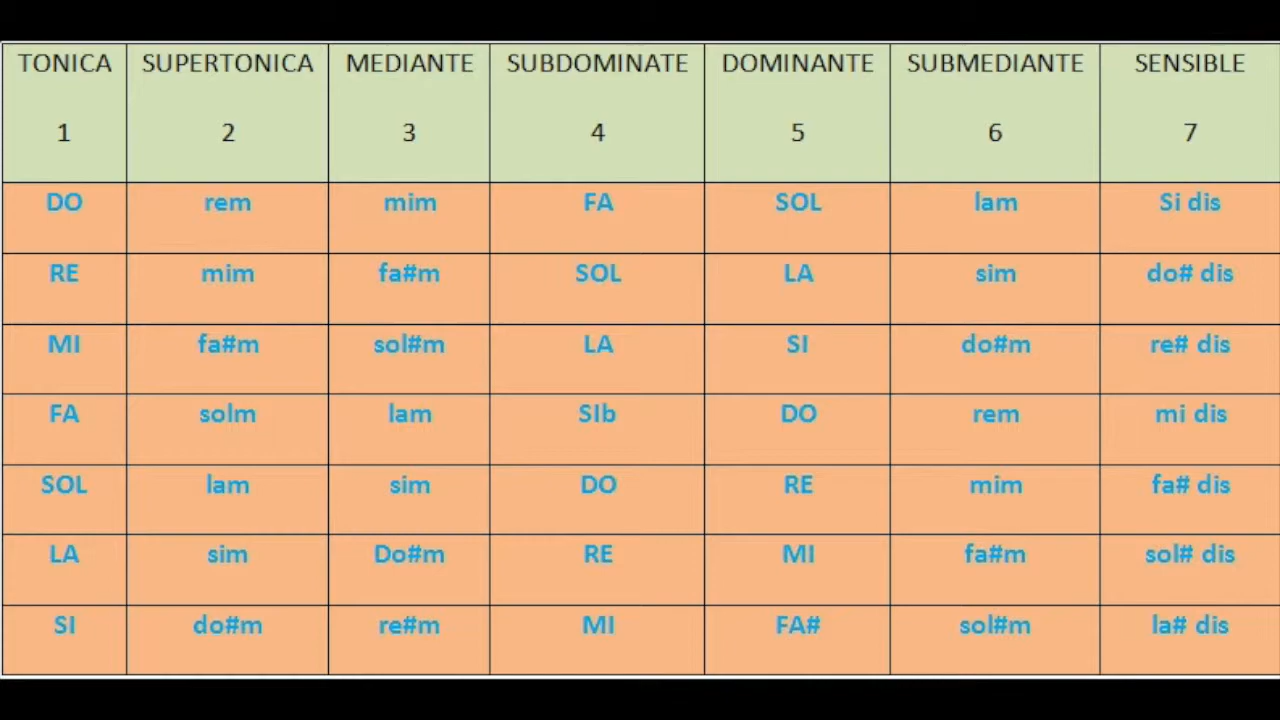 TONICA SUPERTONICA MEDIANTE SUBDOMINATE DOMINANTE SUBMEDIANTE SENSIBLE
1 2 3 4 5 6 7
DO rem mim FA SOL lam Si dis
RE mim fa#m SOL LA sim do# dis
MI fa#m sol#m LA SI do#m re# dis
FA solm lam SIb DO rem mi dis
SOL lam sim DO RE mim fa# dis
LA sim Do#m RE MI fa#m sol# dis
SI do#m re#m MI FA# sol#m la# dis